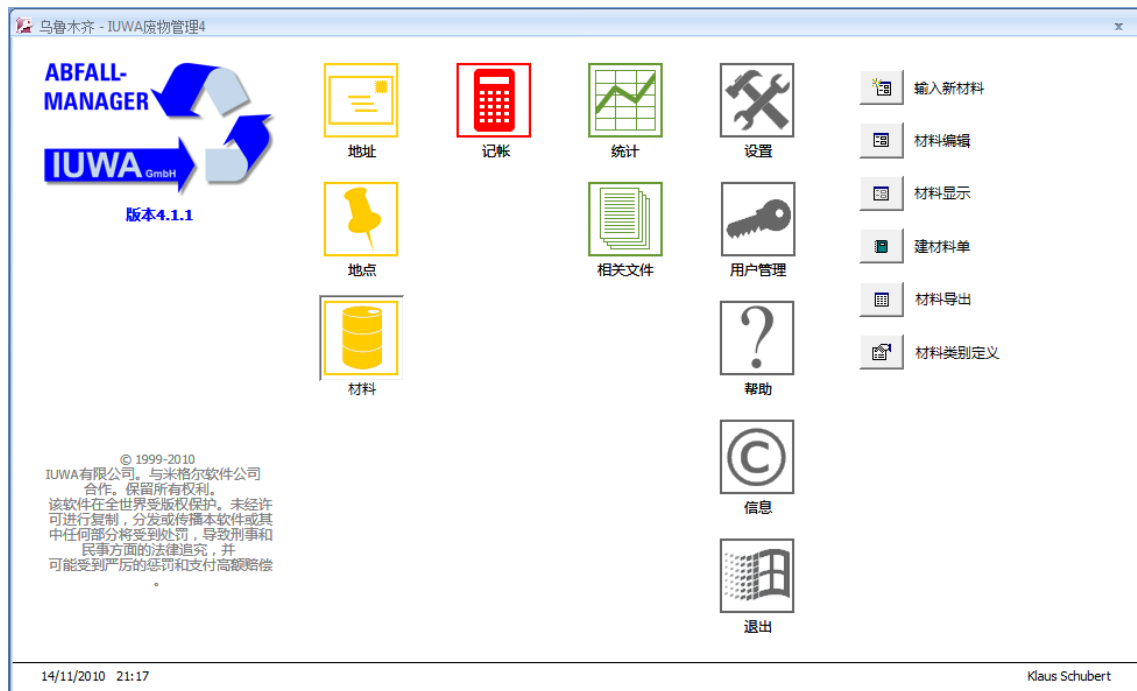 乌鲁木齐 - IUWA废物管理4
x
ABFALL-
MANAGER
IUWA GmbH
版本4.1.1
地址
记帐
统计
设置
地点
相关文件
用户管理
材料
帮助
信息
退出
输入新材料
材料编辑
材料显示
建材料单
材料导出
材料类别定义
© 1999-2010
IUWA有限公司。与米格尔软件公司
合作。保留所有权利。
该软件在全世界受版权保护。未经许
可进行复制，分发或传播本软件或其
中任何部分将受到处罚，导致刑事和
民事方面的法律追究，并
可能受到严厉的惩罚和支付高额赔偿
。
14/11/2010 21:17
Klaus Schubert